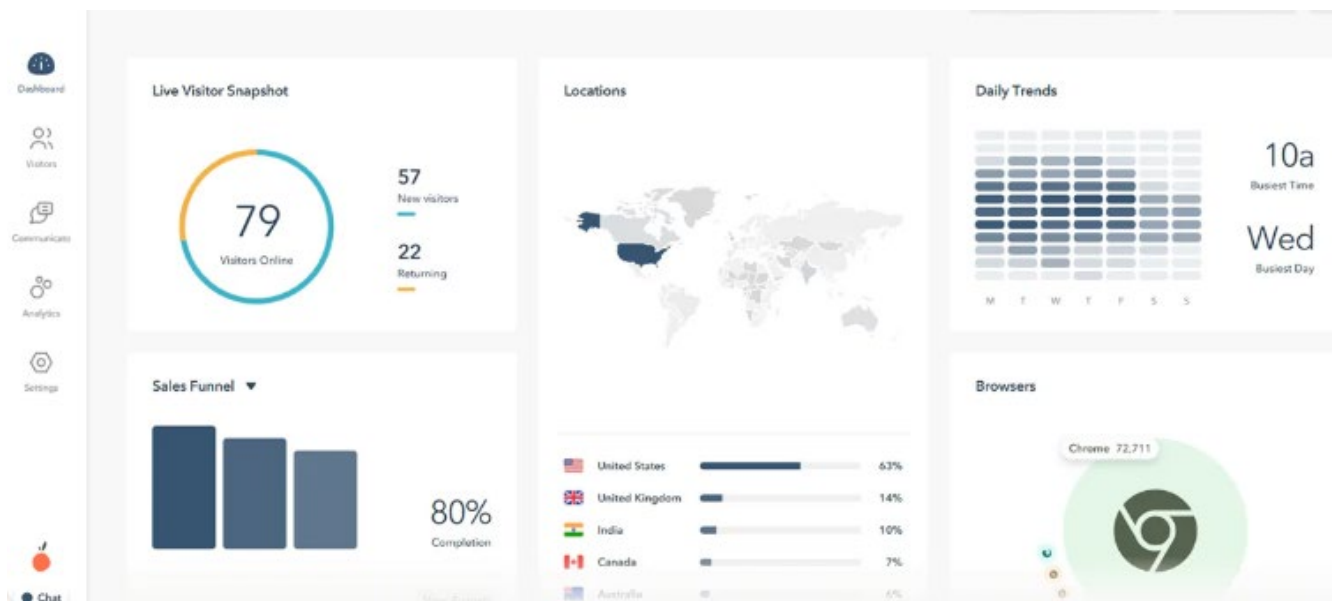 Dashboard
Visitors
Communicate
Analytics
Settings
Chat
Live Visitor Snapshot
79
Visitors Online
57
New visitors
22
Returning
Sales Funnel
80%
Completion
Locations
United States 63%
United Kingdom 14%
India 10%
Canada 7%
Australia 6%
Daily Trends
M T W T F S S
10a
Busiest Time
Wed
Busiest Day
Browsers
Chrome 72,711